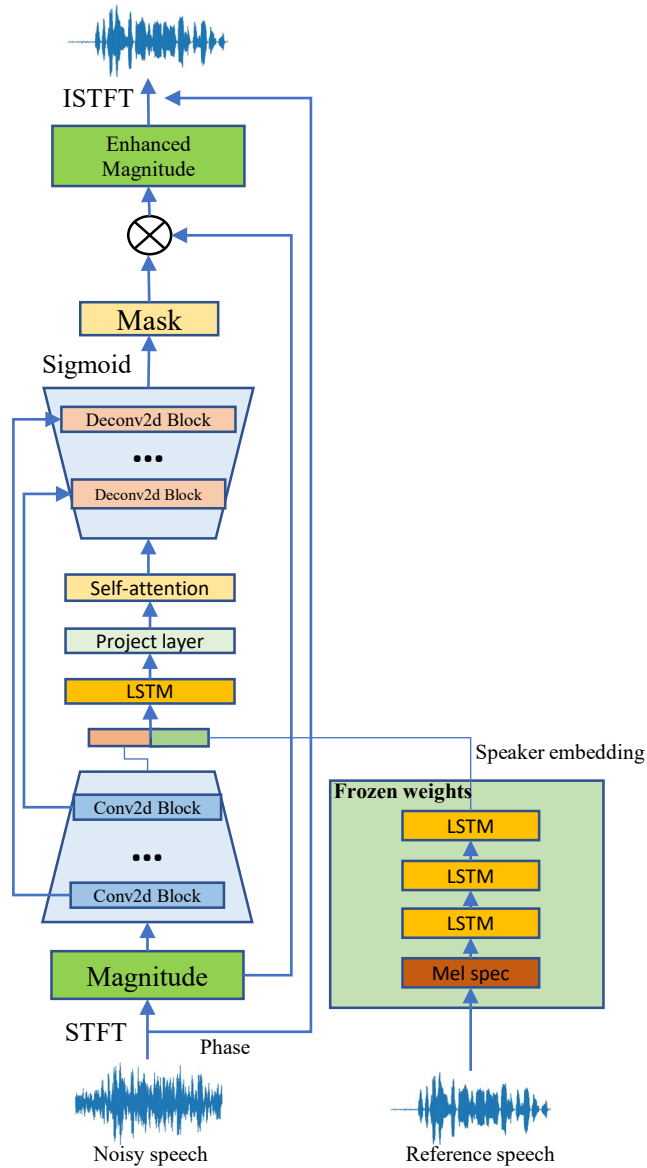 ISTFT
Enhanced
Magnitude
Mask
Sigmoid
Deconv2d Block
...
Deconv2d Block
Self-attention
Project layer
LSTM
Speaker embedding
Frozen weights
Conv2d Block
...
Conv2d Block
LSTM
LSTM
LSTM
Mel spec
Magnitude
STFT
Phase
Noisy speech
Reference speech